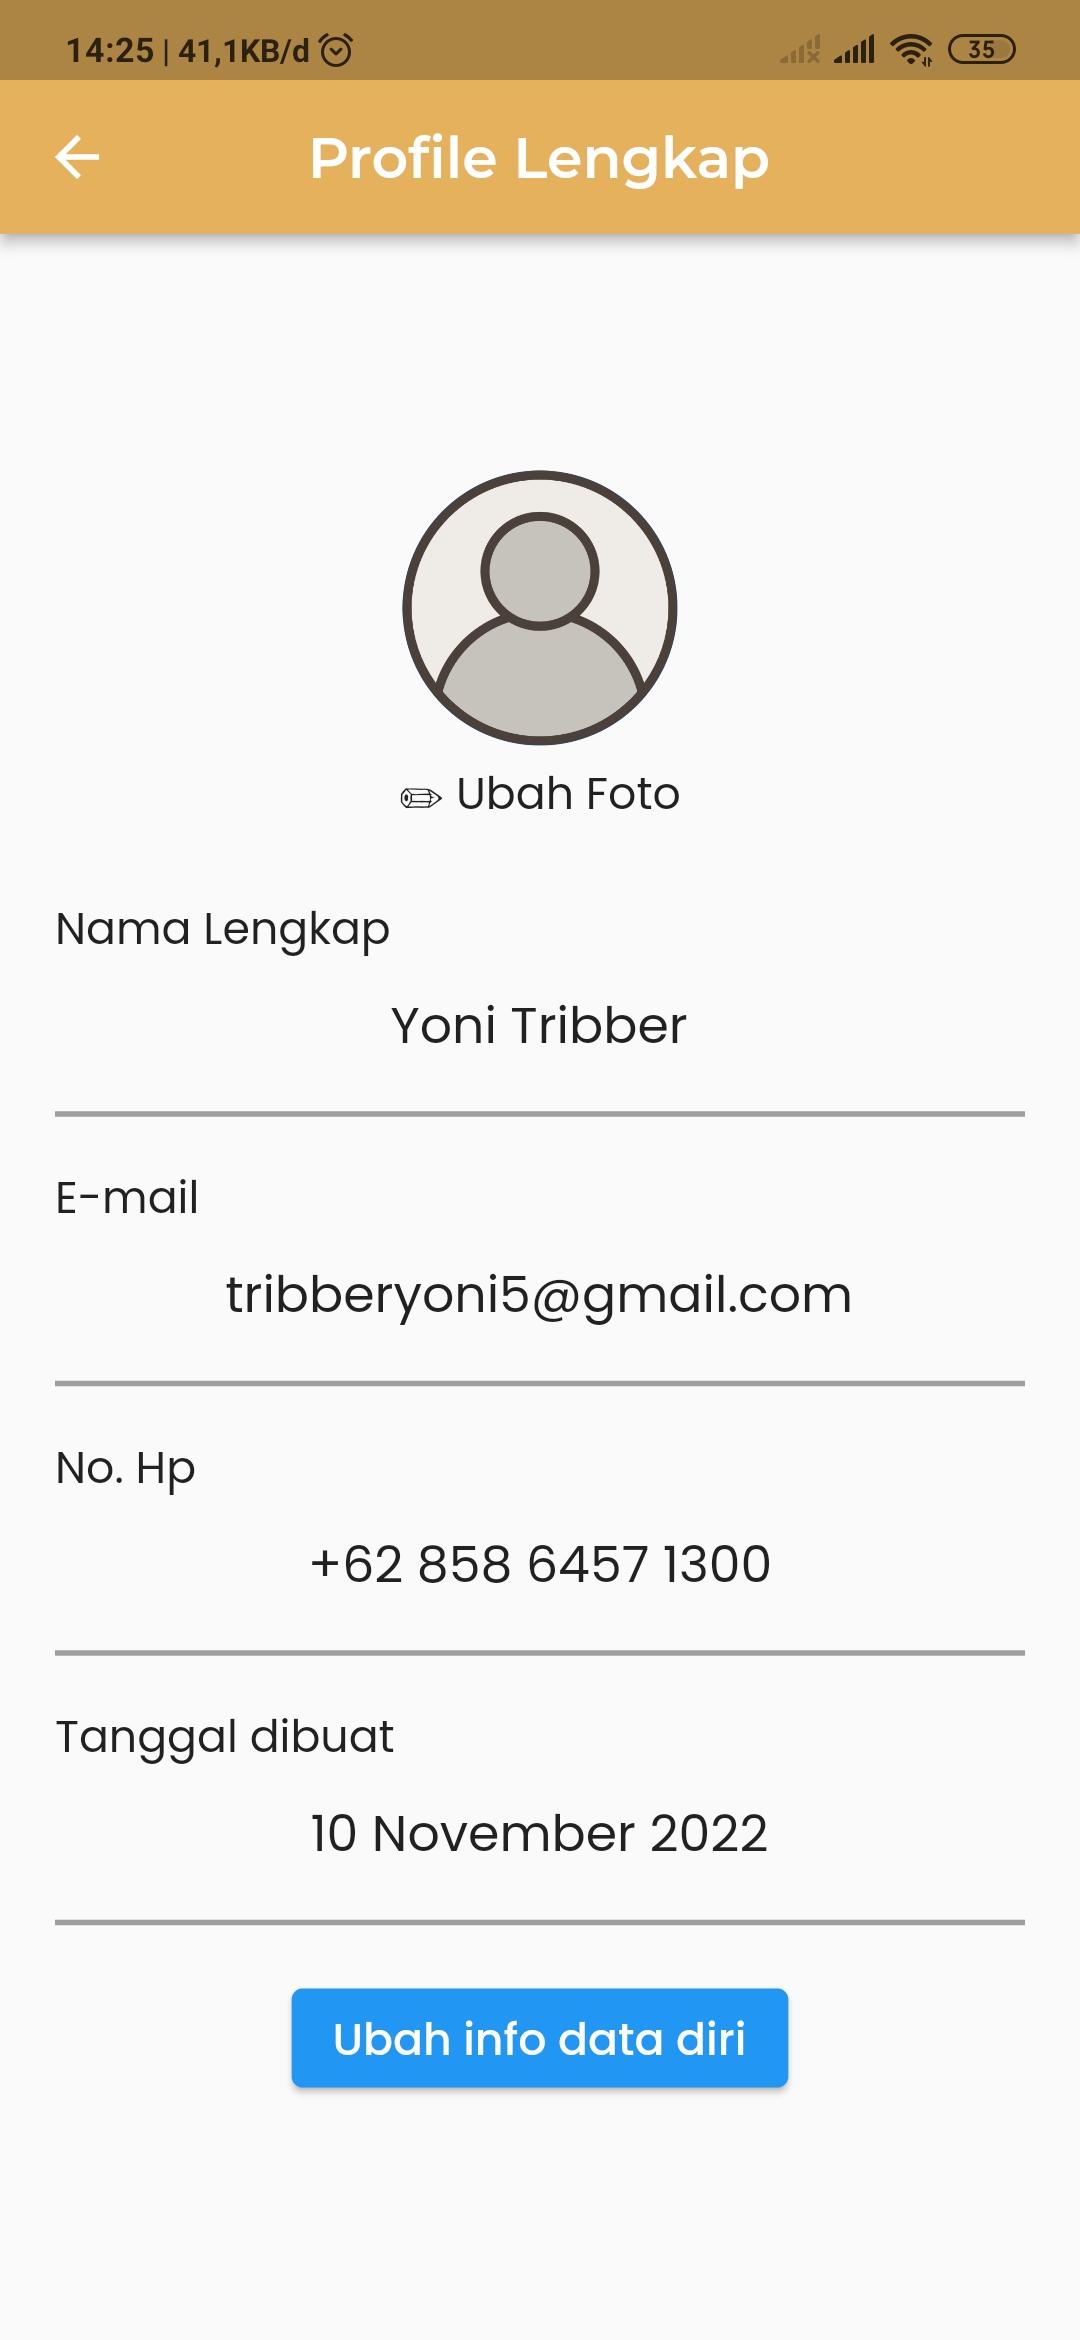 14:25 | 41,1KB/d
35
Profile Lengkap
✏ Ubah Foto
Nama Lengkap
Yoni Tribber
E-mail
tribberyoni5@gmail.com
No. Hp
+62 858 6457 1300
Tanggal dibuat
10 November 2022
Ubah info data diri